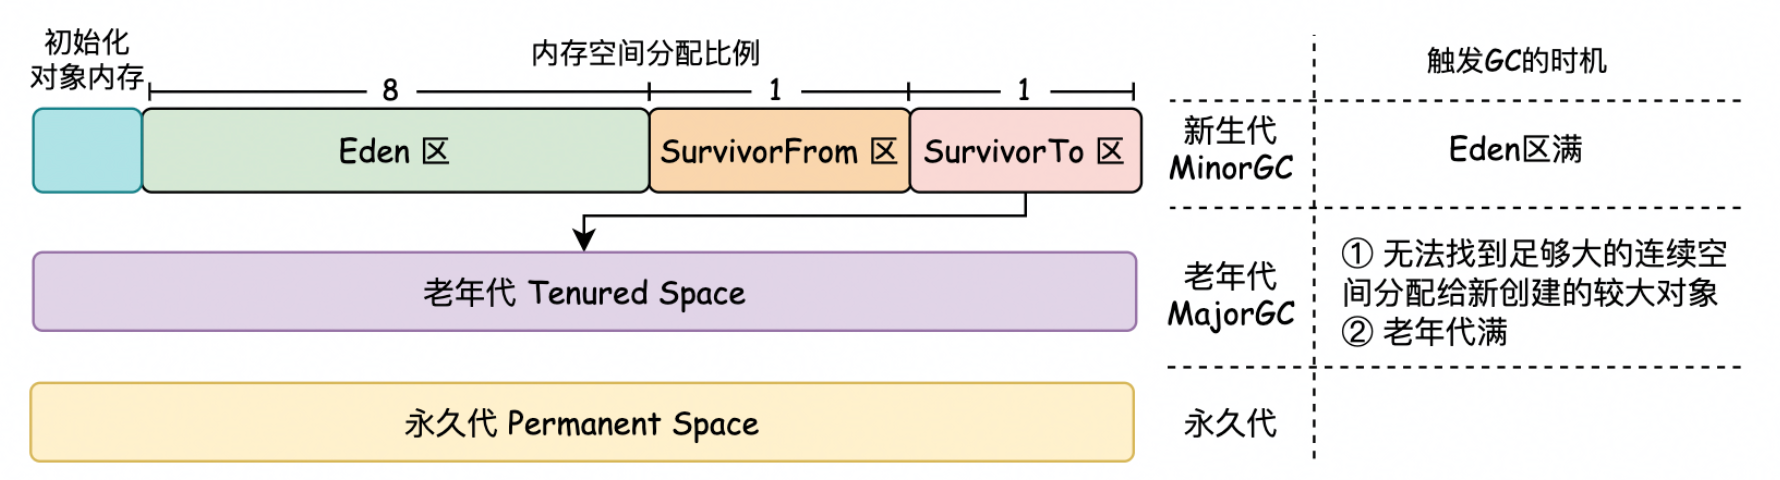 初始化
对象内存
内存空间分配比例
8
1
1
Eden 区
SurvivorFrom 区
SurvivorTo 区
老年代 Tenured Space
永久代 Permanent Space
触发GC的时机
新生代
MinorGC
Eden区满
老年代
MajorGC
① 无法找到足够大的连续空
间分配给新创建的较大对象
② 老年代满
永久代